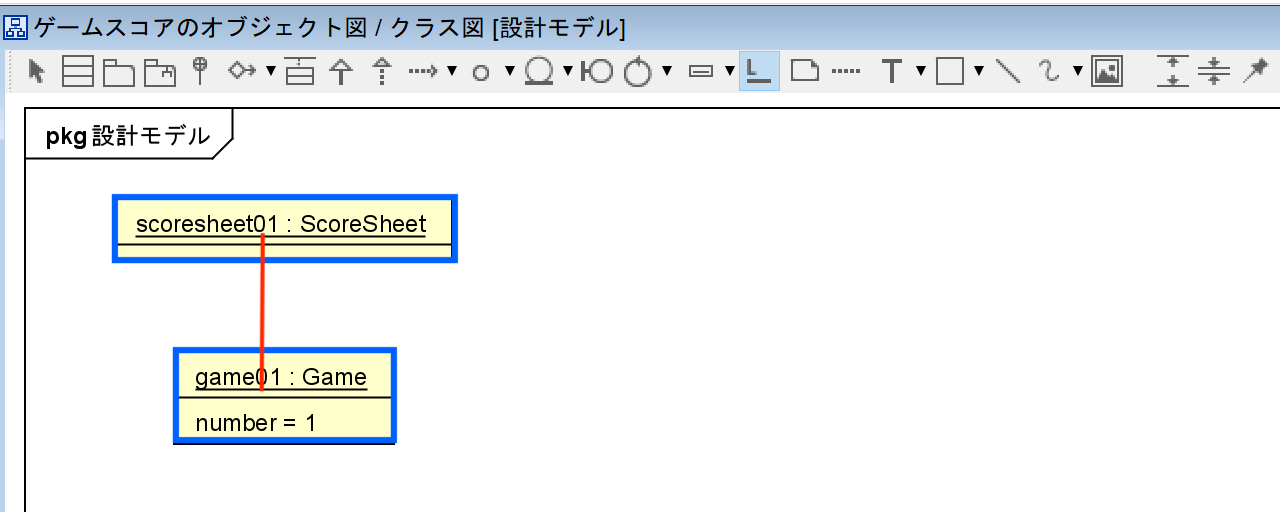 ゲームスコアのオブジェクト図 / クラス図 [設計モデル]
pkg 設計モデル
scoresheet01 : ScoreSheet
game01 : Game
number = 1